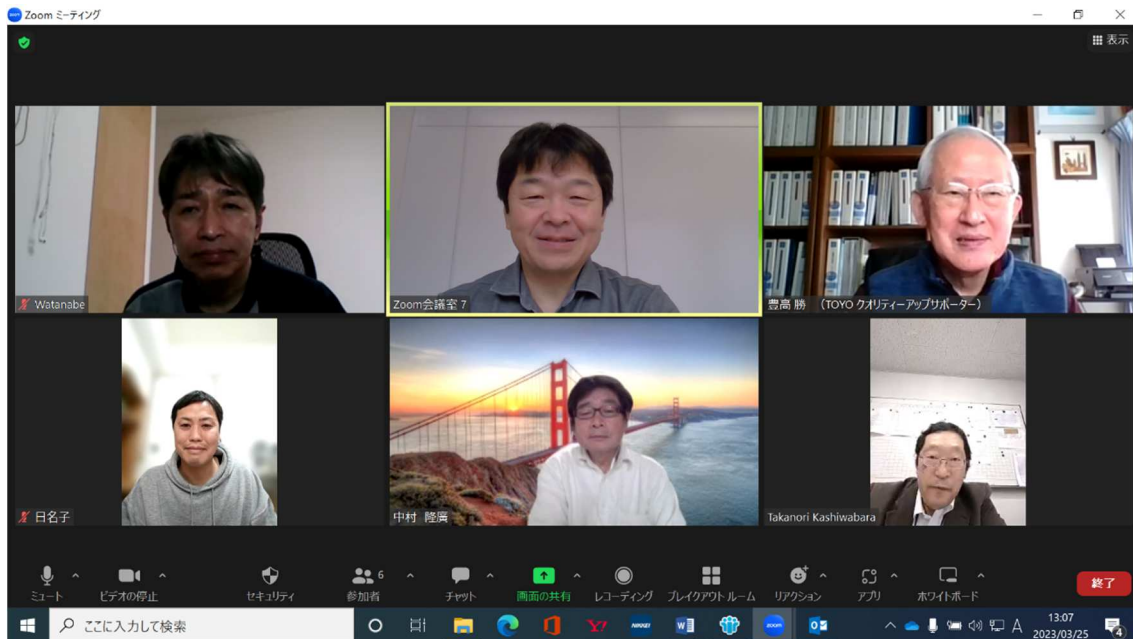 Zoom ミーティング
表示
Watanabe
Zoom会議室 7
豊高 勝 （TOYO クオリティーアップサポーター）
日名子
中村 隆廣
Takanori Kashiwabara
ミュート
ビデオの停止
セキュリティ
6
参加者
チャット
画面の共有
レコーディング
ブレイクアウト ルーム
リアクション
アプリ
ホワイトボード
終了
ここに入力して検索
NIKKEI
zoom
A
13:07
2023/03/25
4